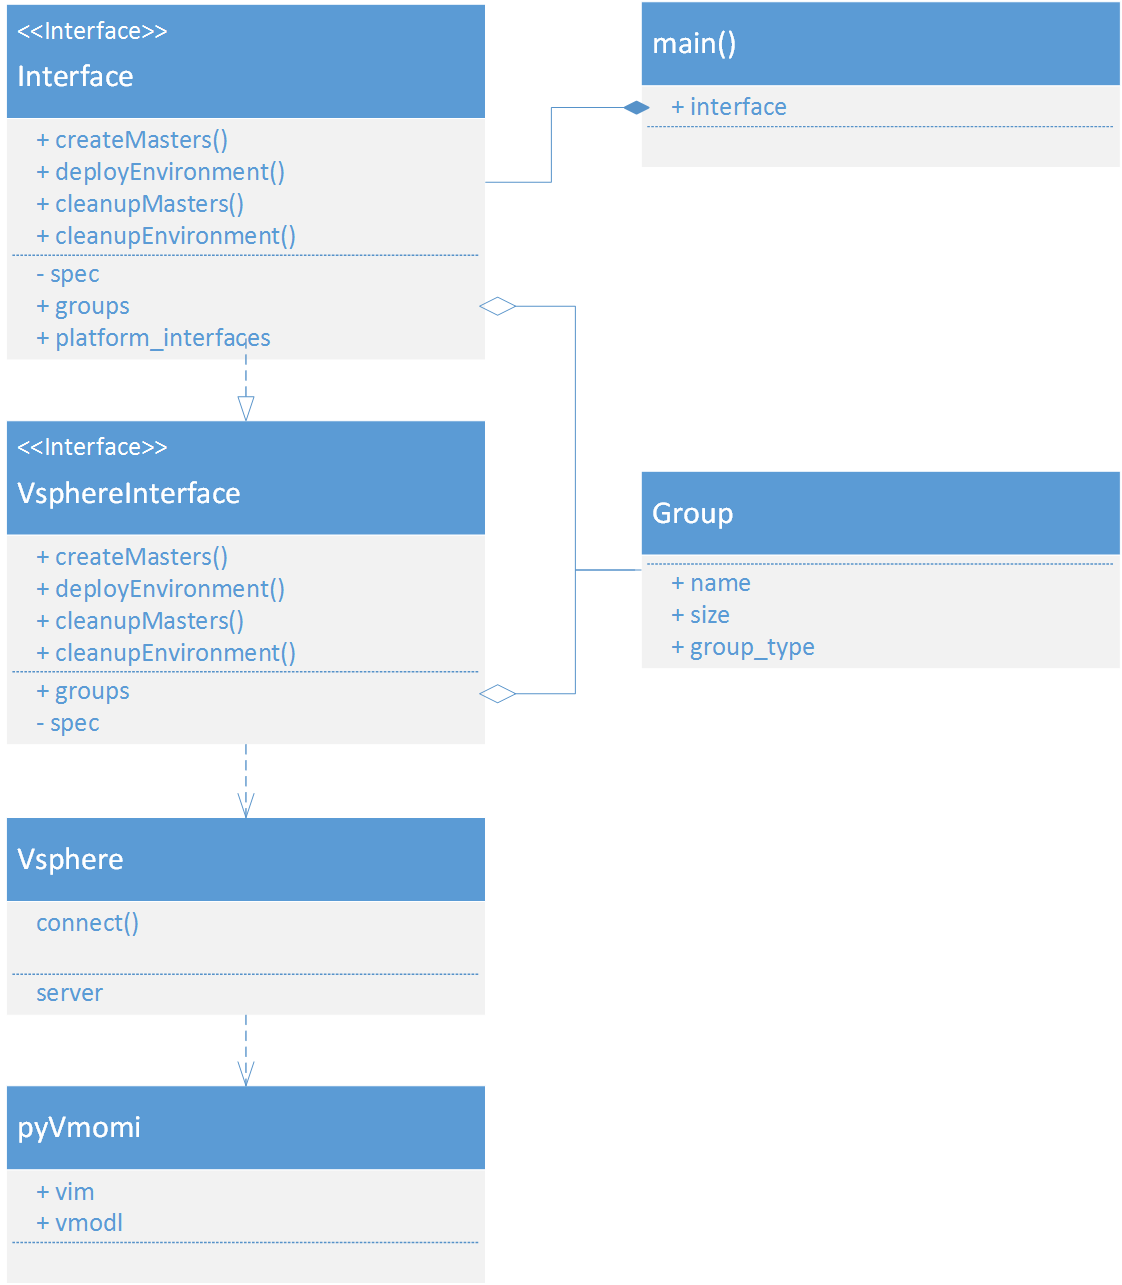 <<Interface>>
Interface
+ createMasters()
+ deployEnvironment()
+ cleanupMasters()
+ cleanupEnvironment()
- spec
+ groups
+ platform_interfaces
main()
+ interface
<<Interface>>
VsphereInterface
+ createMasters()
+ deployEnvironment()
+ cleanupMasters()
+ cleanupEnvironment()
+ groups
- spec
Group
+ name
+ size
+ group_type
Vsphere
connect()
server
pyVmomi
+ vim
+ vmodl